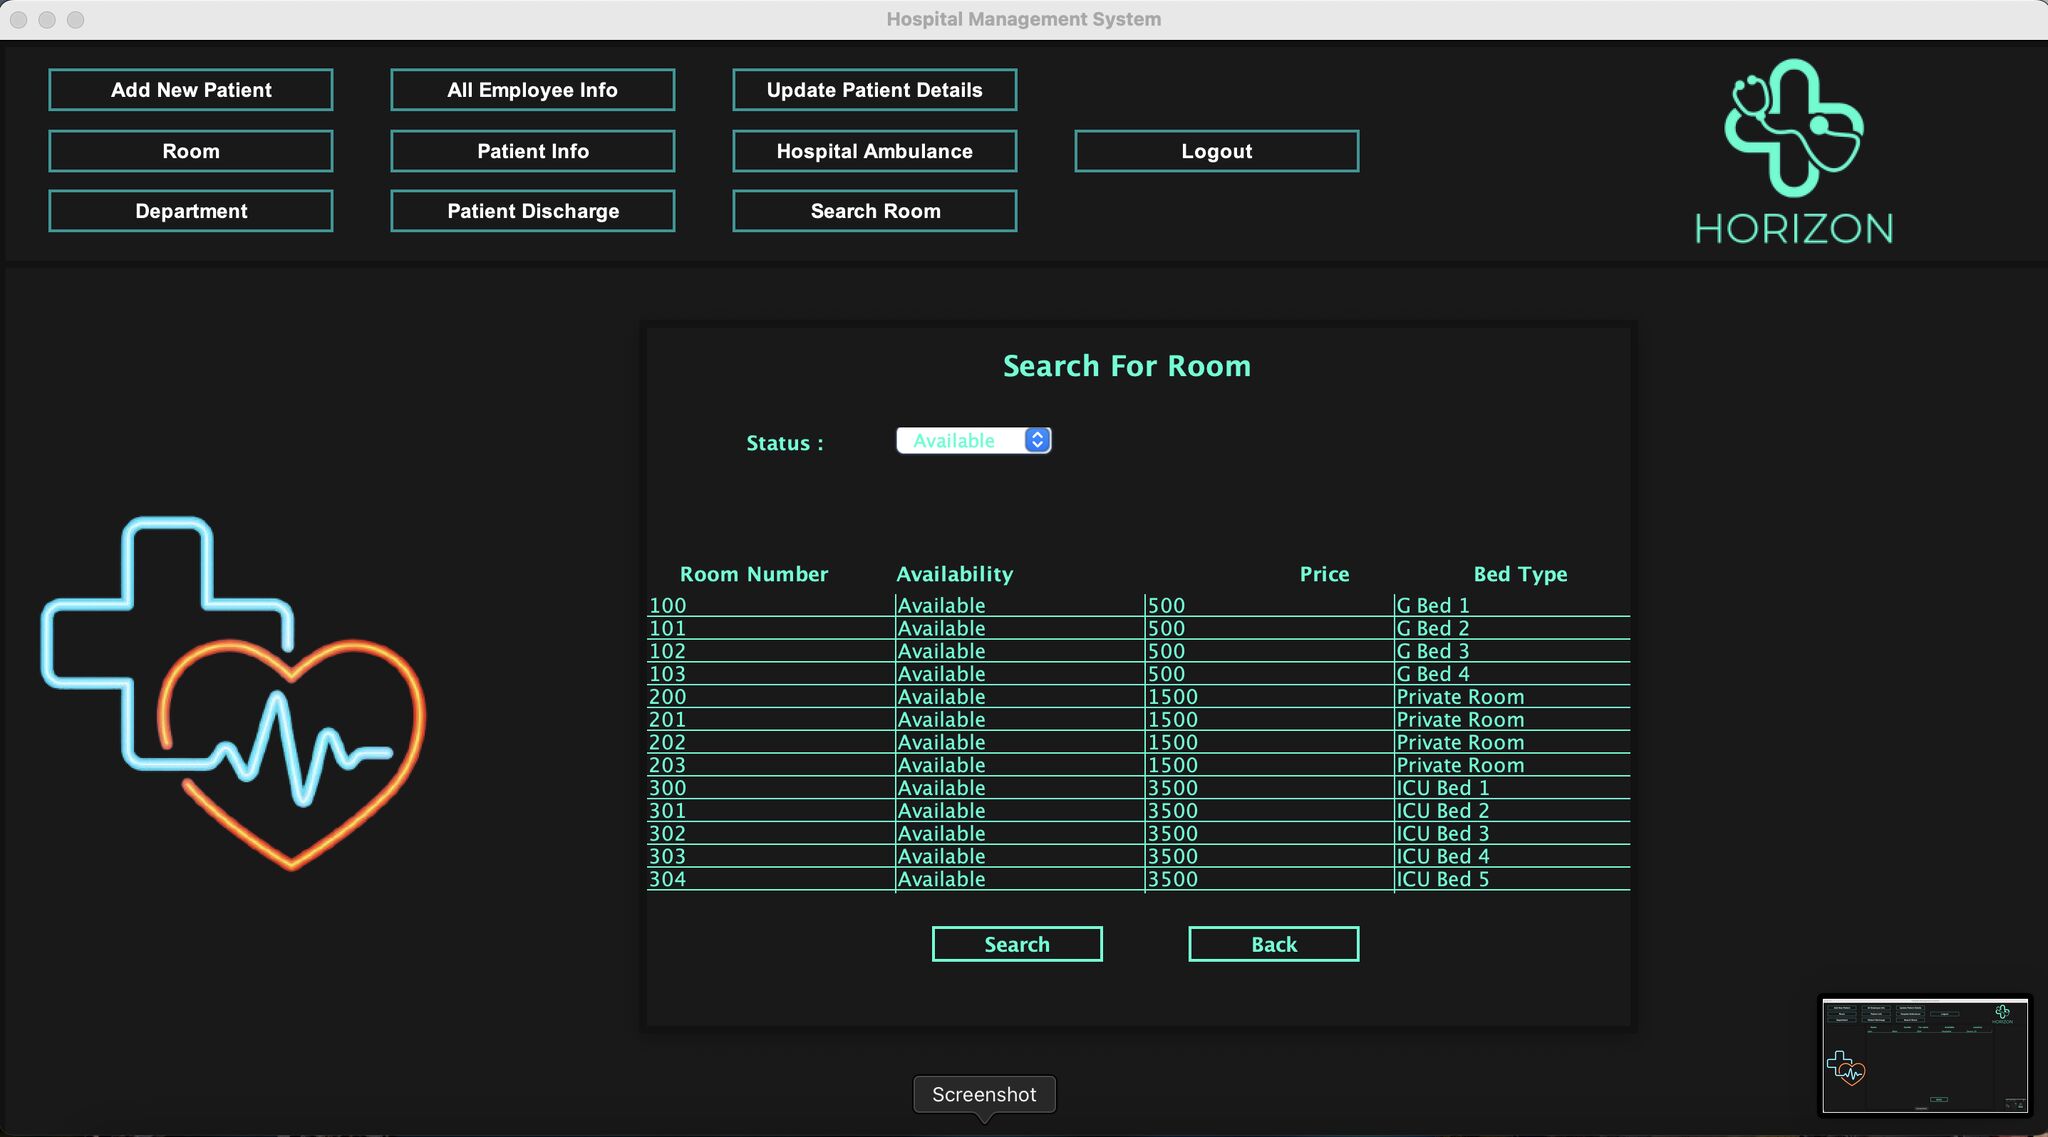 Hospital Management System
Add New Patient
All Employee Info
Update Patient Details
Room
Patient Info
Hospital Ambulance
Logout
Department
Patient Discharge
Search Room
HORIZON
Search For Room
Status : Available
Room Number Availability Price Bed Type
100 Available 500 G Bed 1
101 Available 500 G Bed 2
102 Available 500 G Bed 3
103 Available 500 G Bed 4
200 Available 1500 Private Room
201 Available 1500 Private Room
202 Available 1500 Private Room
203 Available 1500 Private Room
300 Available 3500 ICU Bed 1
301 Available 3500 ICU Bed 2
302 Available 3500 ICU Bed 3
303 Available 3500 ICU Bed 4
304 Available 3500 ICU Bed 5
Search
Back
Screenshot
HORIZON